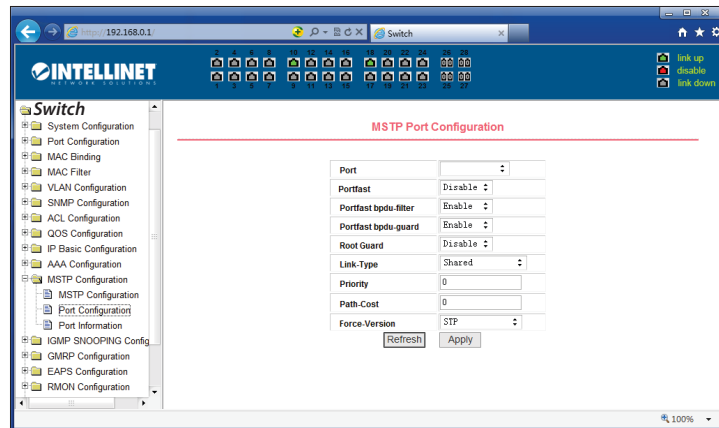 http://192.168.0.1/
Switch
INTELLINET
NETWORK SOLUTIONS
2 4 6 8 10 12 14 16 18 20 22 24 26 28
1 3 5 7 9 11 13 15 17 19 21 23 25 27
link up
disable
link down
Switch
System Configuration
Port Configuration
MAC Binding
MAC Filter
VLAN Configuration
SNMP Configuration
ACL Configuration
QOS Configuration
IP Basic Configuration
AAA Configuration
MSTP Configuration
MSTP Configuration
Port Configuration
Port Information
IGMP SNOOPING Config
GMRP Configuration
EAPS Configuration
RMON Configuration
MSTP Port Configuration
Port
Portfast Disable
Portfast bpdu-filter Enable
Portfast bpdu-guard Enable
Root Guard Disable
Link-Type Shared
Priority 0
Path-Cost 0
Force-Version STP
Refresh Apply
100%